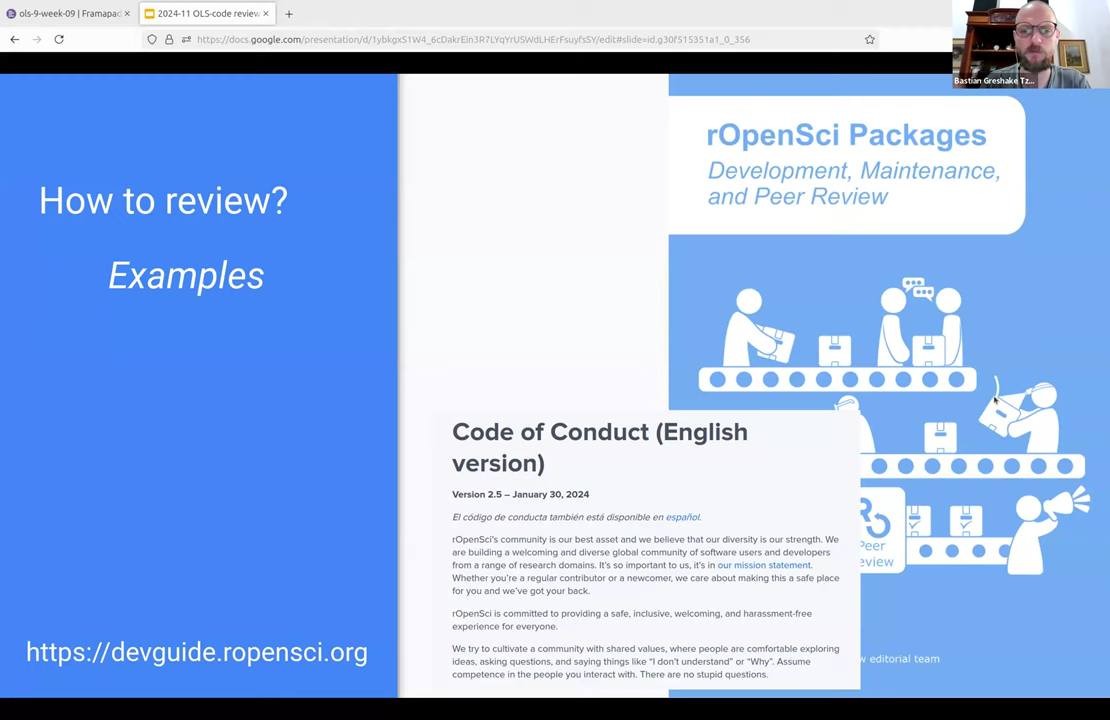 ols-9-week-09 | Framapad
2024-11 OLS-code review
https://docs.google.com/presentation/d/1ybkgxS1W4_6cDakrEin3R7LYqYrUSWdLHErFsuyfsSY/edit#slide=id.g30f515351a1_0_356
Bastian Greshake Tz...
How to review?
Examples
https://devguide.ropensci.org
rOpenSci Packages
Development, Maintenance,
and Peer Review
Code of Conduct (English
version)
Version 2.5 – January 30, 2024
El código de conducta también está disponible en español.
rOpenSci's community is our best asset and we believe that our diversity is our strength. We
are building a welcoming and diverse global community of software users and developers
from a range of research domains. It's so important to us, it's in our mission statement.
Whether you're a regular contributor or a newcomer, we care about making this a safe place
for you and we've got your back.
rOpenSci is committed to providing a safe, inclusive, welcoming, and harassment-free
experience for everyone.
We try to cultivate a community with shared values, where people are comfortable exploring
ideas, asking questions, and saying things like “I don't understand” or “Why”. Assume
competence in the people you interact with. There are no stupid questions.
Peer
eview
w editorial team